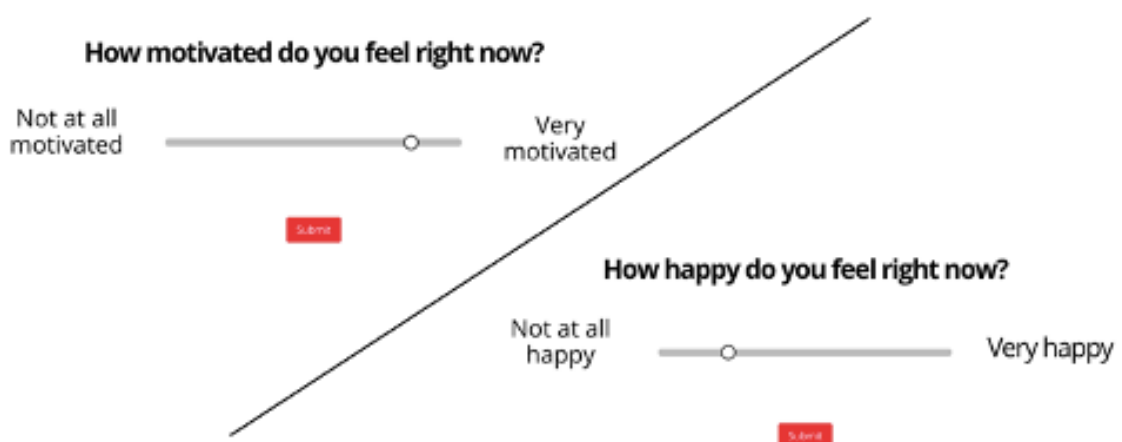 How motivated do you feel right now?
Not at all
motivated
Very
motivated
Submit
How happy do you feel right now?
Not at all
happy
Very happy
Submit